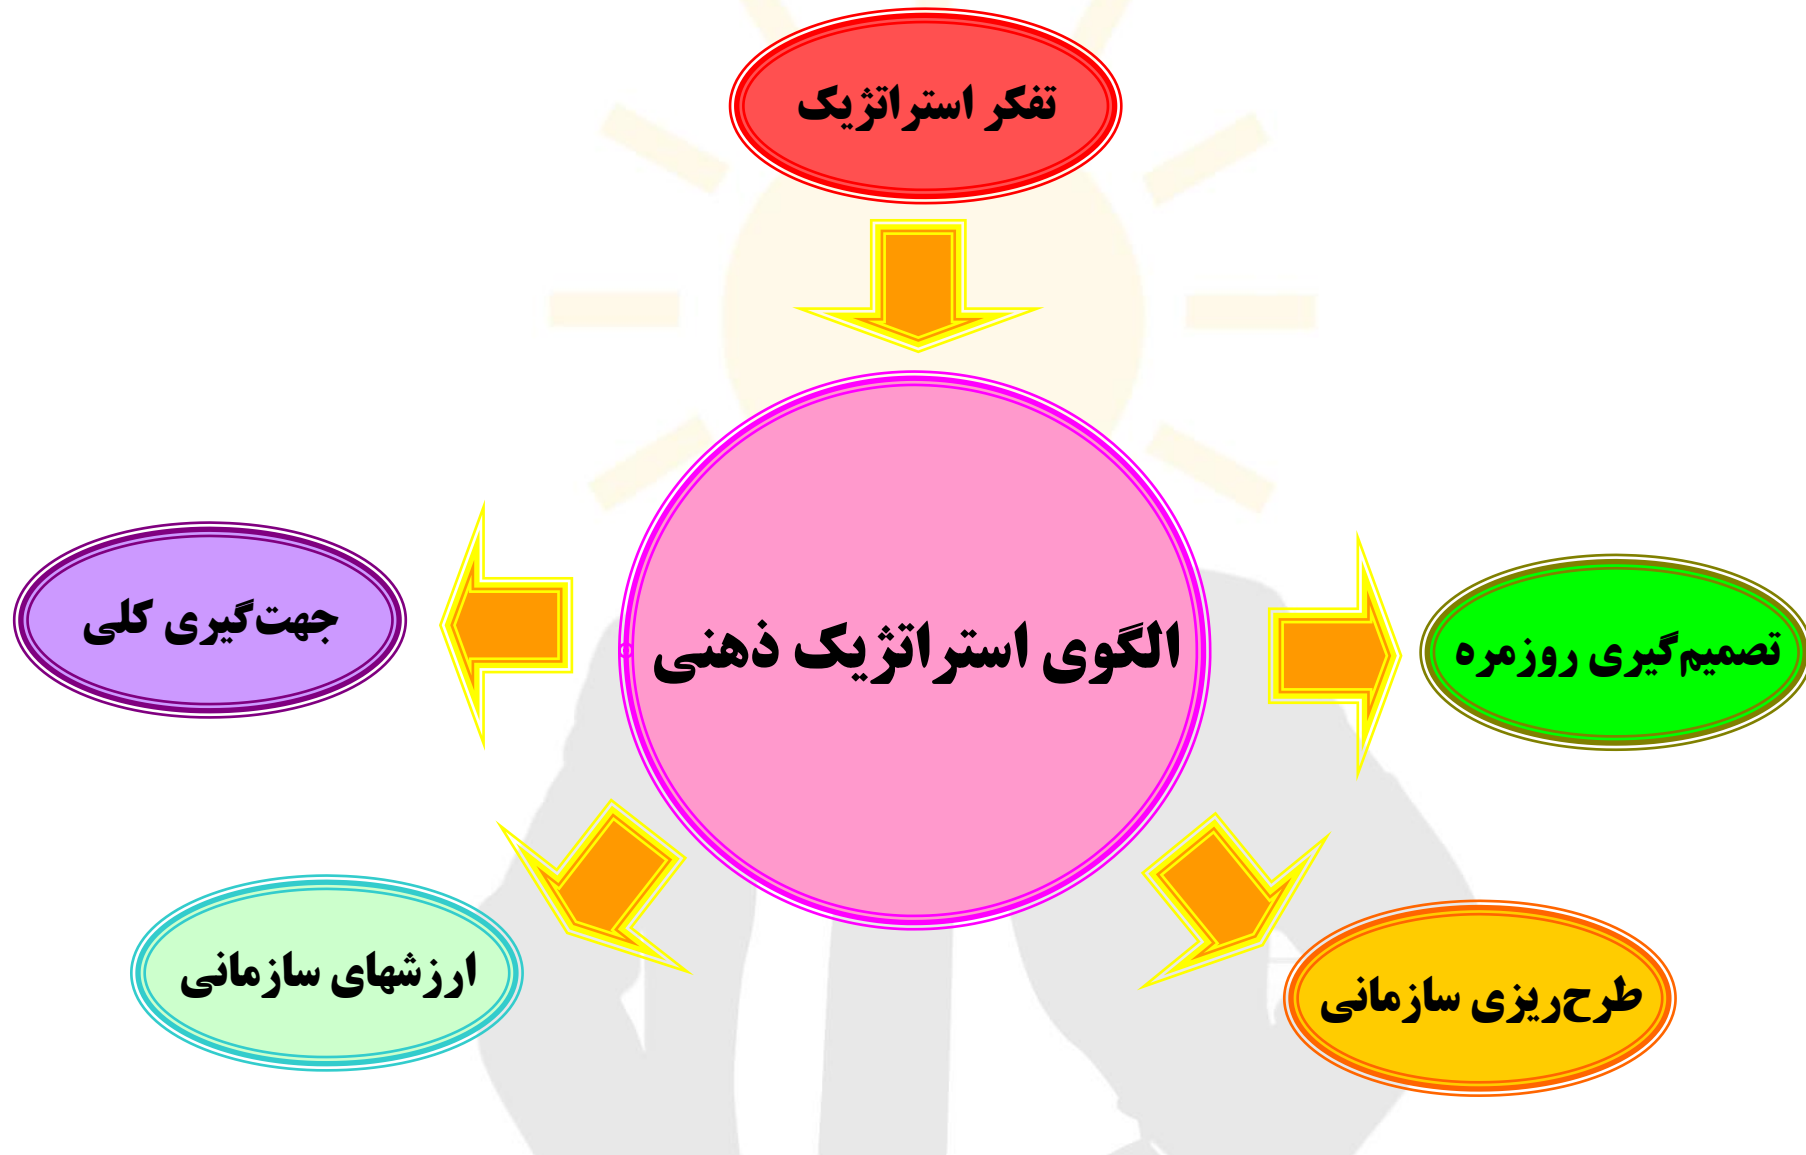 تفکر استراتژیک
جهت‌گیری کلی
الگوی استراتژیک ذهنی
تصمیم‌گیری روزمره
ارزشهای سازمانی
طرح‌ریزی سازمانی